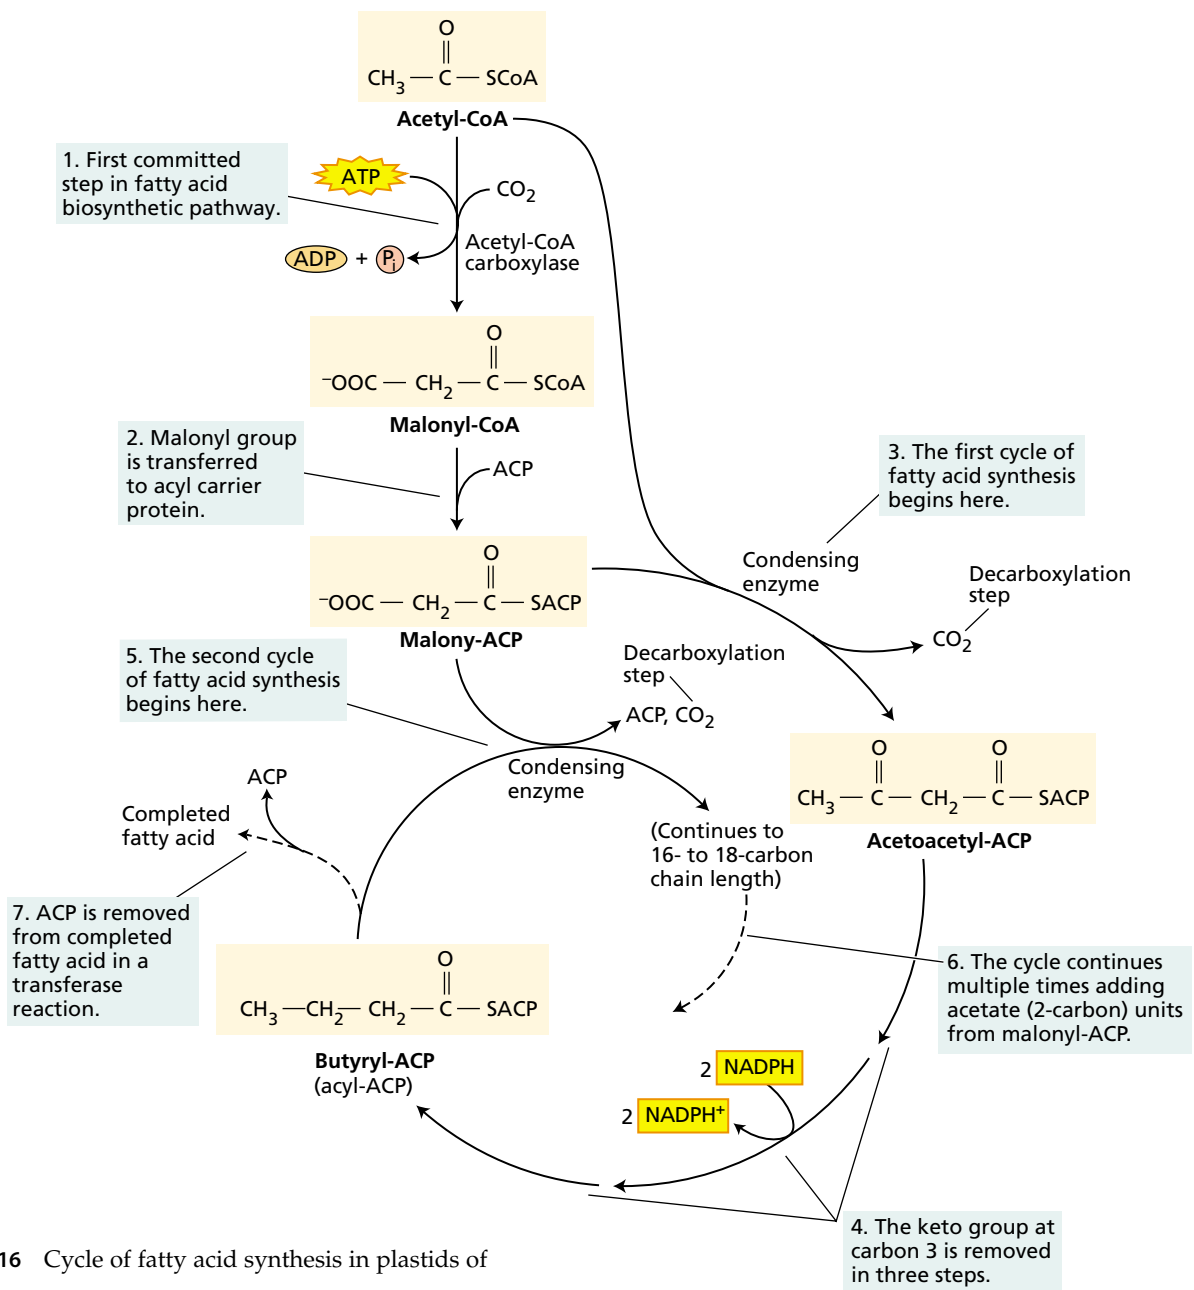 O
CH3 — C — SCoA
Acetyl-CoA
1. First committed
step in fatty acid
biosynthetic pathway.
ATP
CO2
ADP + Pi
Acetyl-CoA
carboxylase
O
–OOC — CH2 — C — SCoA
Malonyl-CoA
2. Malonyl group
is transferred
to acyl carrier
protein.
ACP
3. The first cycle of
fatty acid synthesis
begins here.
O
–OOC — CH2 — C — SACP
Malony-ACP
Condensing
enzyme
Decarboxylation
step
CO2
5. The second cycle
of fatty acid synthesis
begins here.
Decarboxylation
step
ACP, CO2
Condensing
enzyme
O O
CH3 — C — CH2 — C — SACP
Acetoacetyl-ACP
ACP
Completed
fatty acid
(Continues to
16- to 18-carbon
chain length)
7. ACP is removed
from completed
fatty acid in a
transferase
reaction.
O
CH3 —CH2— CH2 — C — SACP
Butyryl-ACP
(acyl-ACP)
6. The cycle continues
multiple times adding
acetate (2-carbon) units
from malonyl-ACP.
2 NADPH
2 NADPH+
4. The keto group at
carbon 3 is removed
in three steps.
16 Cycle of fatty acid synthesis in plastids of